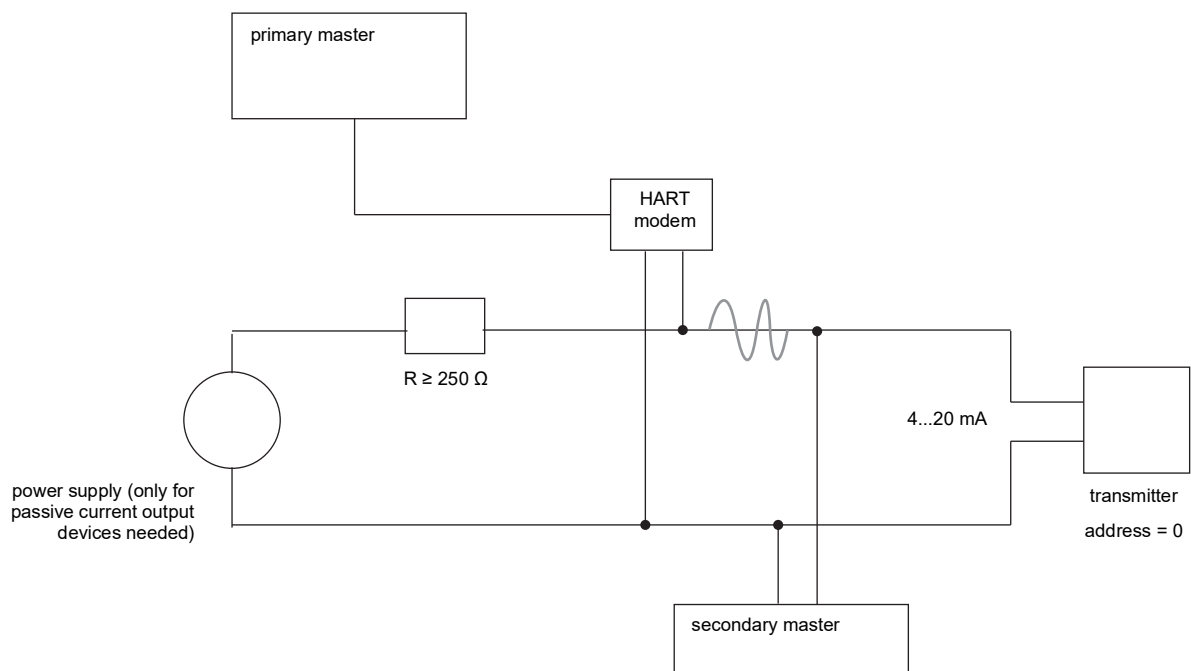 primary master
HART
modem
R ≥ 250 Ω
4...20 mA
power supply (only for
passive current output
devices needed)
transmitter
address = 0
secondary master